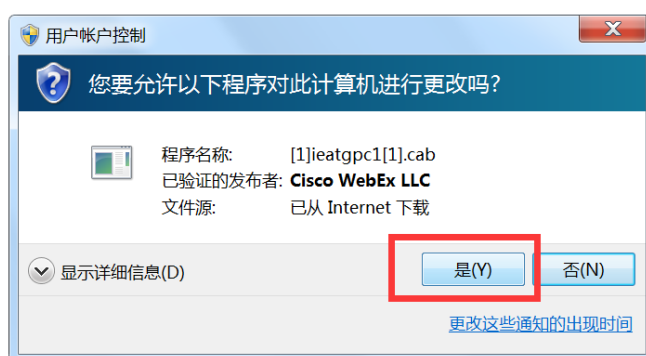 用户帐户控制
您要允许以下程序对此计算机进行更改吗?
程序名称: [1]ieatgpc1[1].cab
已验证的发布者: Cisco WebEx LLC
文件源: 已从 Internet 下载
显示详细信息(D) 是(Y) 否(N)
更改这些通知的出现时间